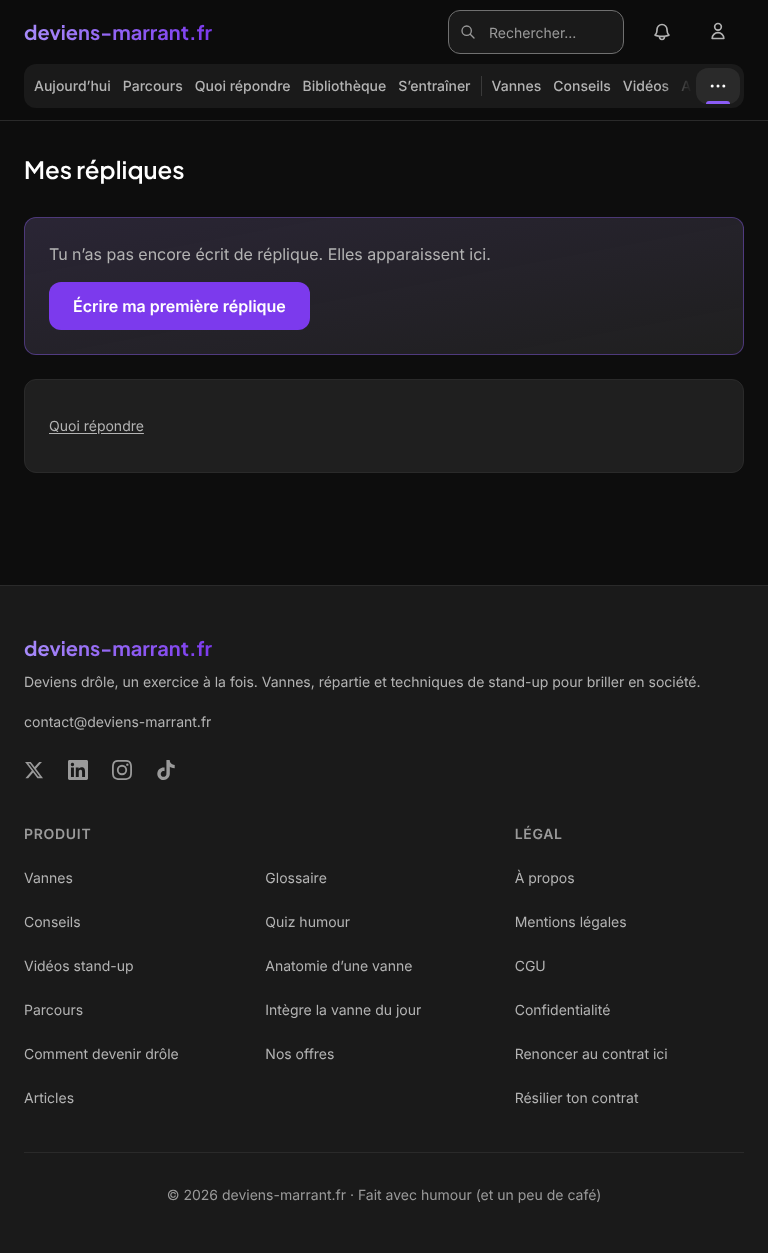 deviens-marrant.fr
Rechercher...
Aujourd’hui Parcours Quoi répondre Bibliothèque S’entraîner Vannes Conseils Vidéos
Mes répliques
Tu n’as pas encore écrit de réplique. Elles apparaissent ici.
Écrire ma première réplique
Quoi répondre
deviens-marrant.fr
Deviens drôle, un exercice à la fois. Vannes, répartie et techniques de stand-up pour briller en société.
contact@deviens-marrant.fr
PRODUIT
Vannes
Conseils
Vidéos stand-up
Parcours
Comment devenir drôle
Articles
Glossaire
Quiz humour
Anatomie d’une vanne
Intègre la vanne du jour
Nos offres
LÉGAL
À propos
Mentions légales
CGU
Confidentialité
Renoncer au contrat ici
Résilier ton contrat
© 2026 deviens-marrant.fr · Fait avec humour (et un peu de café)